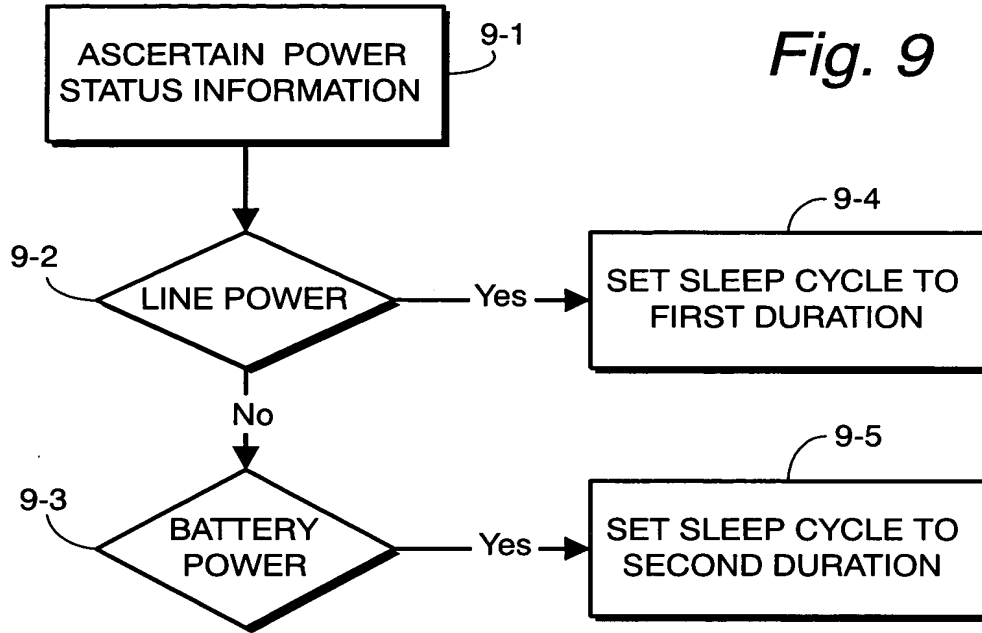 Fig. 9
9-1
ASCERTAIN POWER
STATUS INFORMATION
9-2
LINE POWER
Yes
9-4
SET SLEEP CYCLE TO
FIRST DURATION
No
9-3
BATTERY
POWER
Yes
9-5
SET SLEEP CYCLE TO
SECOND DURATION